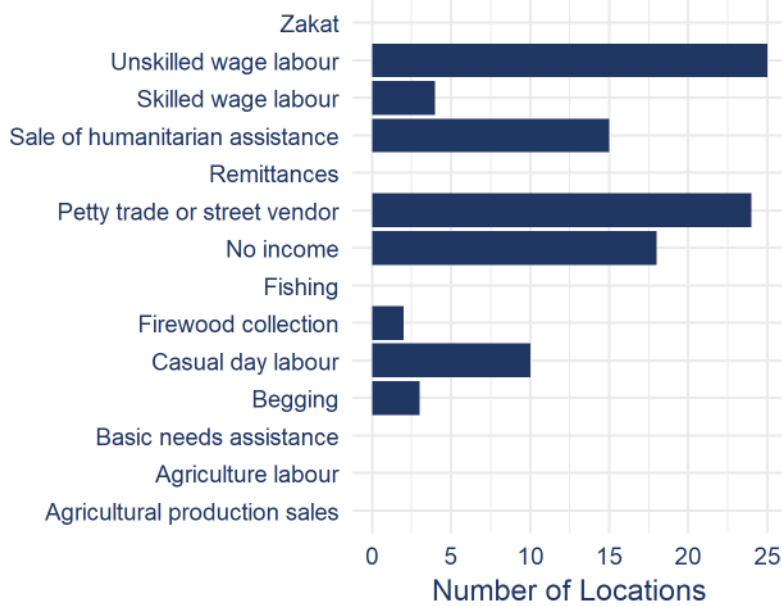 Zakat
Unskilled wage labour
Skilled wage labour
Sale of humanitarian assistance
Remittances
Petty trade or street vendor
No income
Fishing
Firewood collection
Casual day labour
Begging
Basic needs assistance
Agriculture labour
Agricultural production sales
0 5 10 15 20 25
Number of Locations